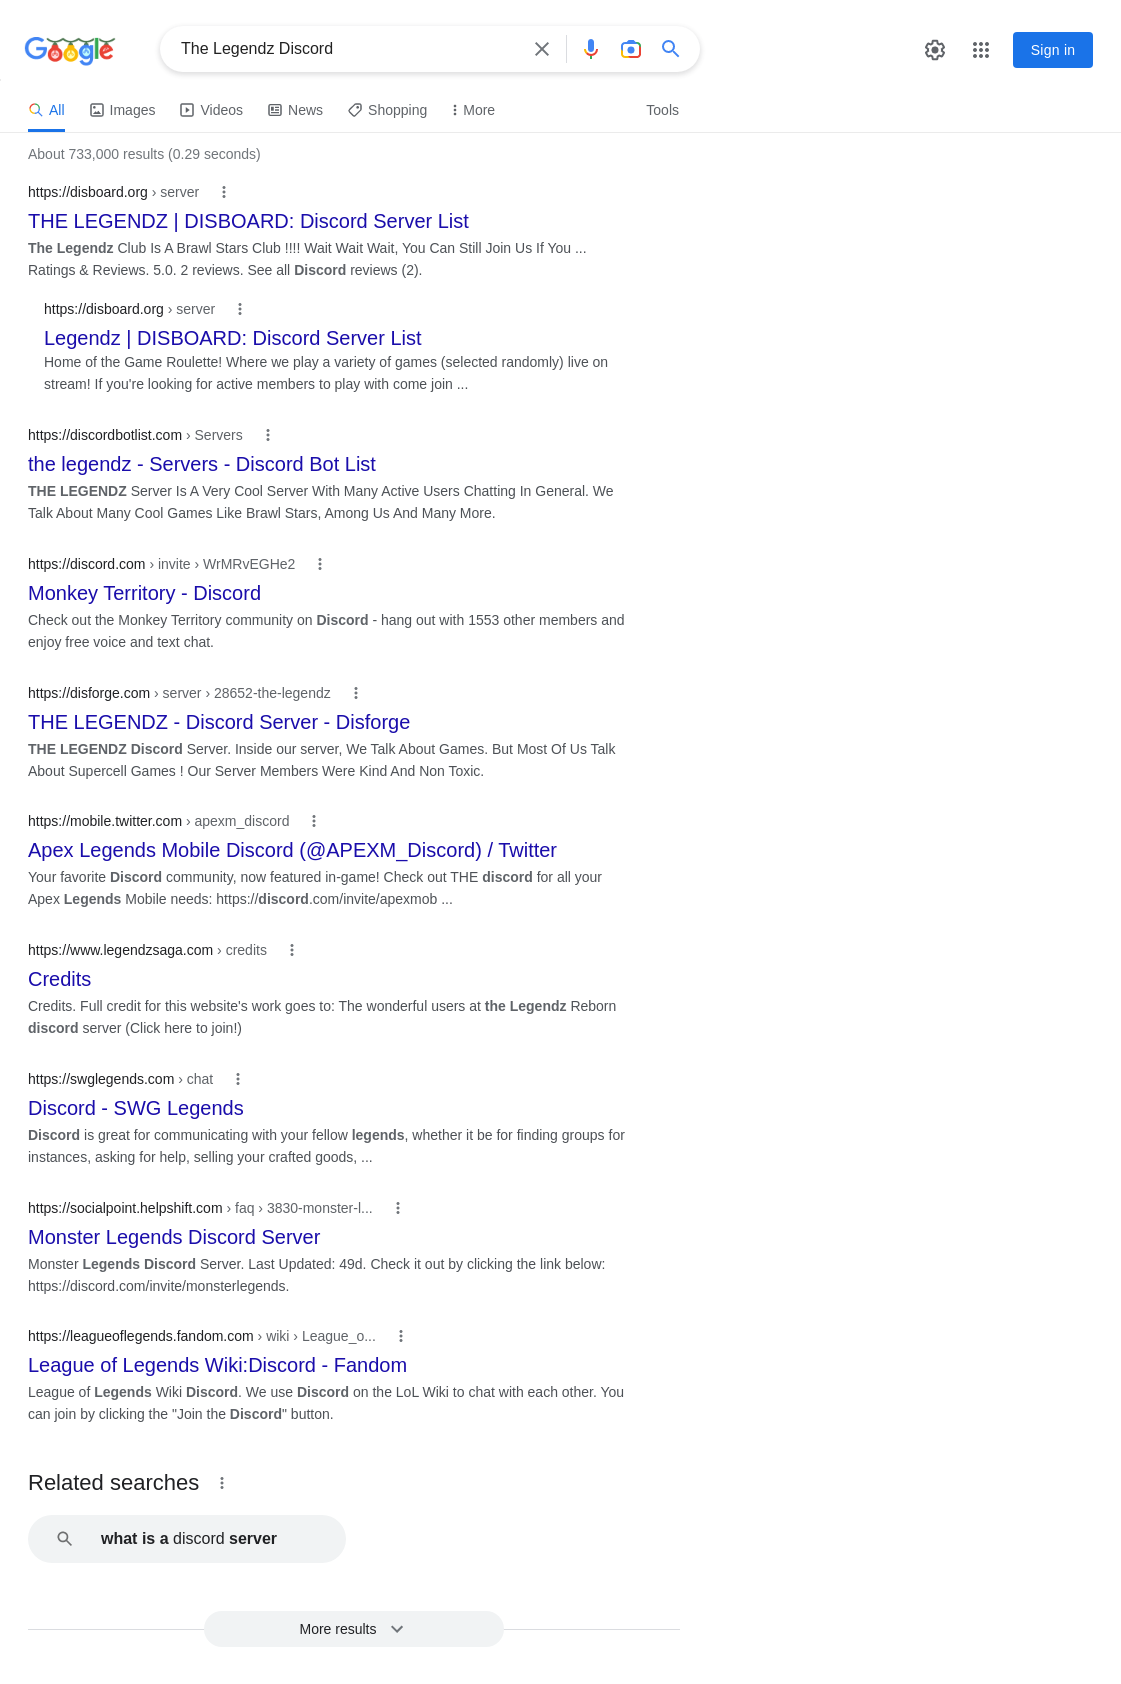 Google
The Legendz Discord
Sign in
All Images Videos News Shopping More Tools
About 733,000 results (0.29 seconds)
https://disboard.org › server
THE LEGENDZ | DISBOARD: Discord Server List
The Legendz Club Is A Brawl Stars Club !!!! Wait Wait Wait, You Can Still Join Us If You ...
Ratings & Reviews. 5.0. 2 reviews. See all Discord reviews (2).
https://disboard.org › server
Legendz | DISBOARD: Discord Server List
Home of the Game Roulette! Where we play a variety of games (selected randomly) live on
stream! If you're looking for active members to play with come join ...
https://discordbotlist.com › Servers
the legendz - Servers - Discord Bot List
THE LEGENDZ Server Is A Very Cool Server With Many Active Users Chatting In General. We
Talk About Many Cool Games Like Brawl Stars, Among Us And Many More.
https://discord.com › invite › WrMRvEGHe2
Monkey Territory - Discord
Check out the Monkey Territory community on Discord - hang out with 1553 other members and
enjoy free voice and text chat.
https://disforge.com › server › 28652-the-legendz
THE LEGENDZ - Discord Server - Disforge
THE LEGENDZ Discord Server. Inside our server, We Talk About Games. But Most Of Us Talk
About Supercell Games ! Our Server Members Were Kind And Non Toxic.
https://mobile.twitter.com › apexm_discord
Apex Legends Mobile Discord (@APEXM_Discord) / Twitter
Your favorite Discord community, now featured in-game! Check out THE discord for all your
Apex Legends Mobile needs: https://discord.com/invite/apexmob ...
https://www.legendzsaga.com › credits
Credits
Credits. Full credit for this website's work goes to: The wonderful users at the Legendz Reborn
discord server (Click here to join!)
https://swglegends.com › chat
Discord - SWG Legends
Discord is great for communicating with your fellow legends, whether it be for finding groups for
instances, asking for help, selling your crafted goods, ...
https://socialpoint.helpshift.com › faq › 3830-monster-l...
Monster Legends Discord Server
Monster Legends Discord Server. Last Updated: 49d. Check it out by clicking the link below:
https://discord.com/invite/monsterlegends.
https://leagueoflegends.fandom.com › wiki › League_o...
League of Legends Wiki:Discord - Fandom
League of Legends Wiki Discord. We use Discord on the LoL Wiki to chat with each other. You
can join by clicking the "Join the Discord" button.
Related searches
what is a discord server
More results